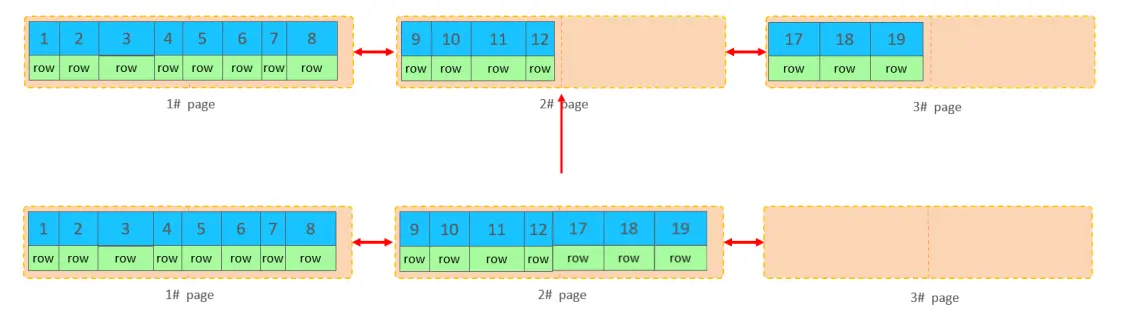 1 2 3 4 5 6 7 8
row row row row row row row row
9 10 11 12
row row row row
17 18 19
row row row
1# page
2# page
3# page
1 2 3 4 5 6 7 8
row row row row row row row row
9 10 11 12 17 18 19
row row row row row row row
1# page
2# page
3# page